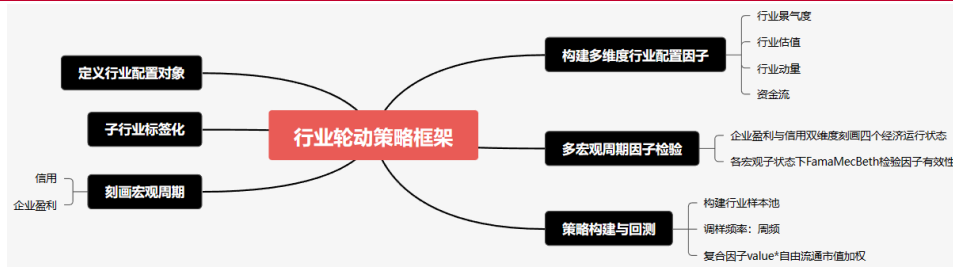 行业轮动策略框架
定义行业配置对象
子行业标签化
刻画宏观周期
信用
企业盈利
构建多维度行业配置因子
行业景气度
行业估值
行业动量
资金流
多宏观周期因子检验
企业盈利与信用双维度刻画四个经济运行状态
各宏观子状态下FamaMecBeth检验因子有效性
策略构建与回测
构建行业样本池
调样频率：周频
复合因子value*自由流通市值加权